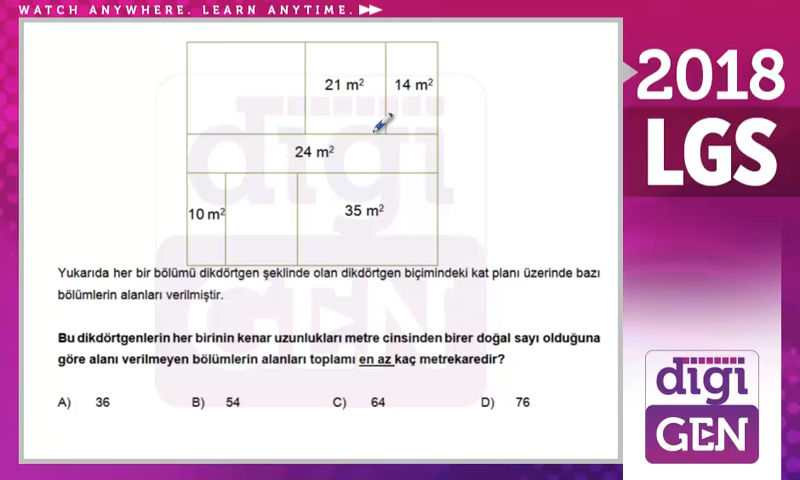 WATCH ANYWHERE. LEARN ANYTIME.
21 m²
14 m²
24 m²
10 m²
35 m²
Yukarıda her bir bölümü dikdörtgen şeklinde olan dikdörtgen biçimindeki kat planı üzerinde bazı
bölümlerin alanları verilmiştir.
Bu dikdörtgenlerin her birinin kenar uzunlukları metre cinsinden birer doğal sayı olduğuna
göre alanı verilmeyen bölümlerin alanları toplamı en az kaç metrekaredir?
A) 36
B) 54
C) 64
D) 76
2018
LGS
digi
GEN
digi
GEN